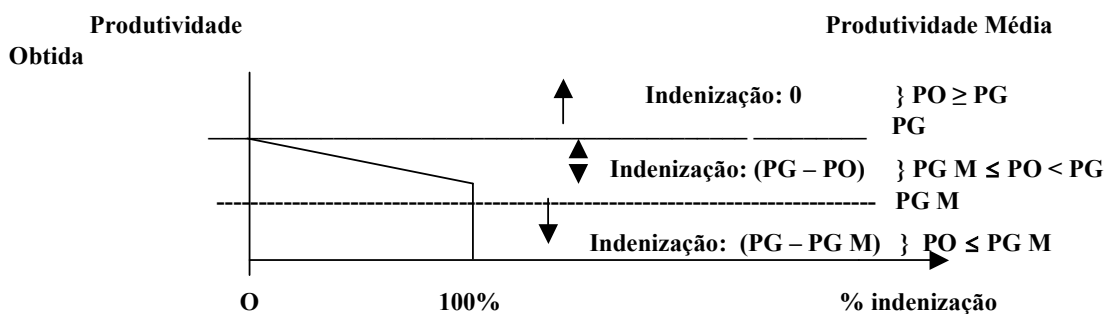 Produtividade Produtividade Média
Obtida
Indenização: 0 } PO ≥ PG
PG
Indenização: (PG – PO) } PG M ≤ PO < PG
PG M
Indenização: (PG – PG M) } PO ≤ PG M
O 100% % indenização